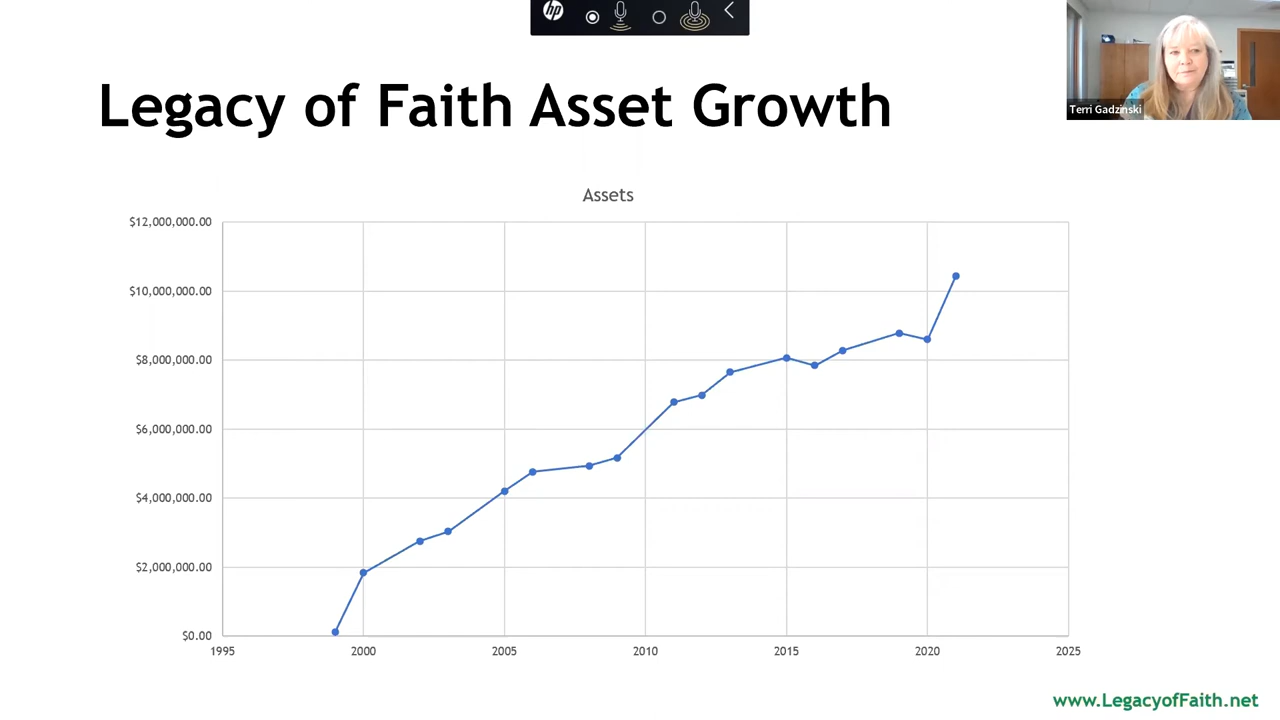 hp
Legacy of Faith Asset Growth
Terri Gadzinski
Assets
$12,000,000.00
$10,000,000.00
$8,000,000.00
$6,000,000.00
$4,000,000.00
$2,000,000.00
$0.00
1995 2000 2005 2010 2015 2020 2025
www.LegacyofFaith.net